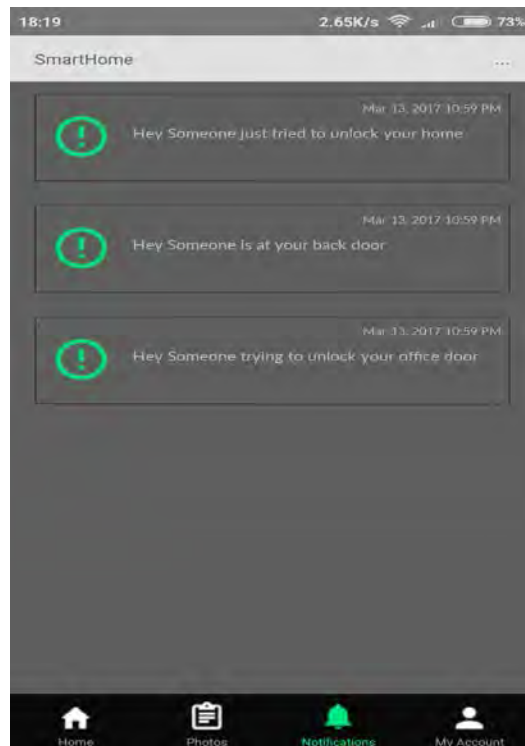 18:19 2.65K/s 73%
SmartHome ...
Mar 13, 2017 10:59 PM
Hey Someone just tried to unlock your home
Mar 13, 2017 10:59 PM
Hey Someone is at your back door
Mar 13, 2017 10:59 PM
Hey Someone trying to unlock your office door
Home Photos Notifications My Account